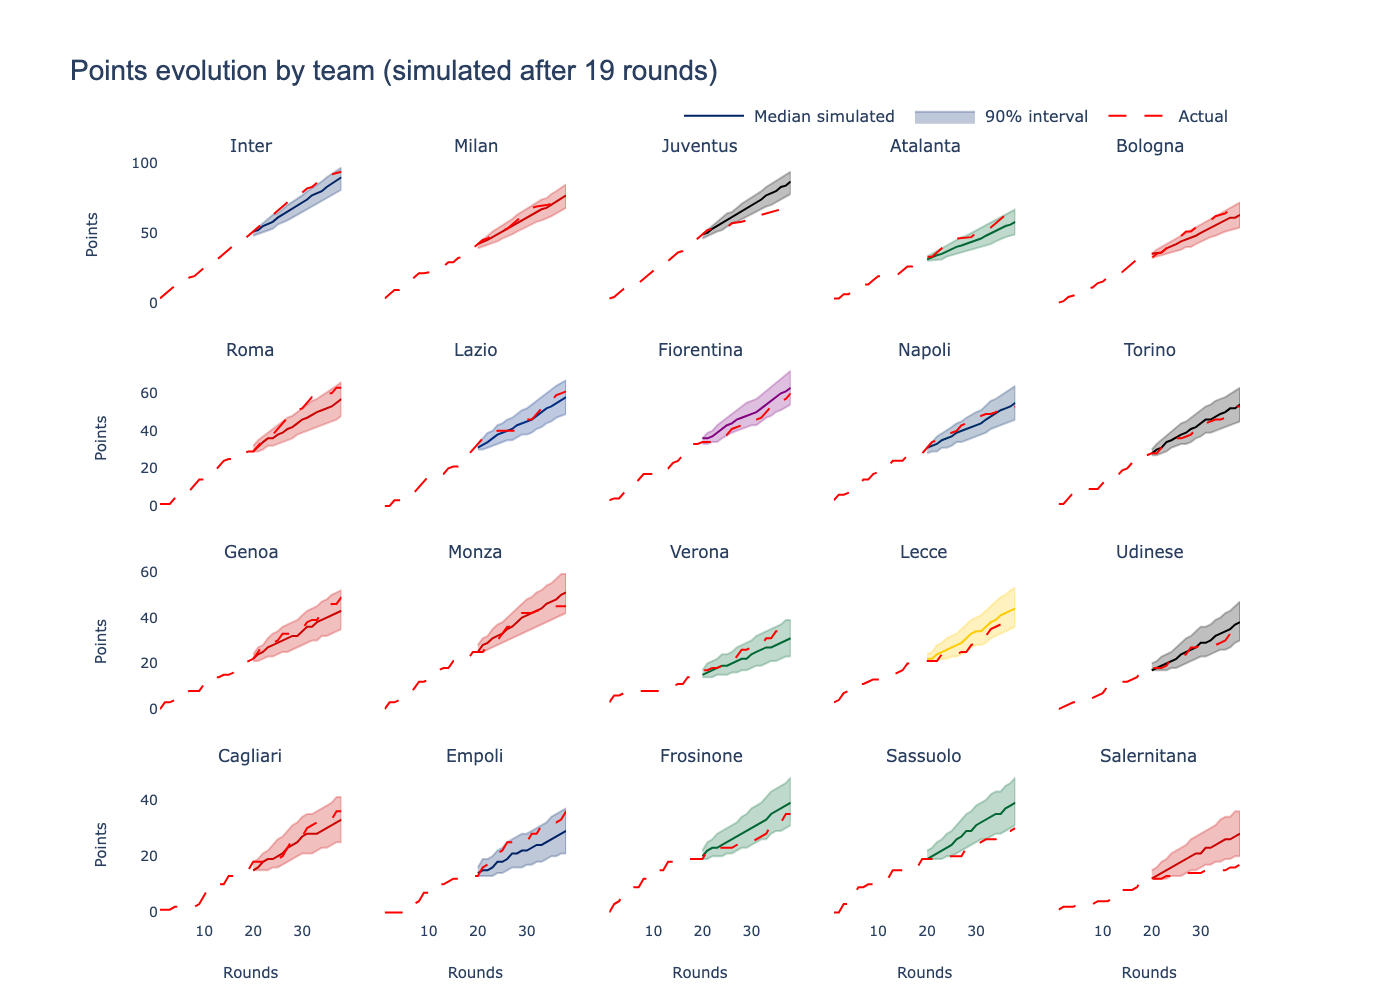 Points evolution by team (simulated after 19 rounds)
Median simulated 90% interval Actual
Inter Milan Juventus Atalanta Bologna
100
50
0
Points
Roma Lazio Fiorentina Napoli Torino
60
40
20
0
Points
Genoa Monza Verona Lecce Udinese
60
40
20
0
Points
Cagliari Empoli Frosinone Sassuolo Salernitana
40
20
0
Points
10 20 30 10 20 30 10 20 30 10 20 30 10 20 30
Rounds Rounds Rounds Rounds Rounds